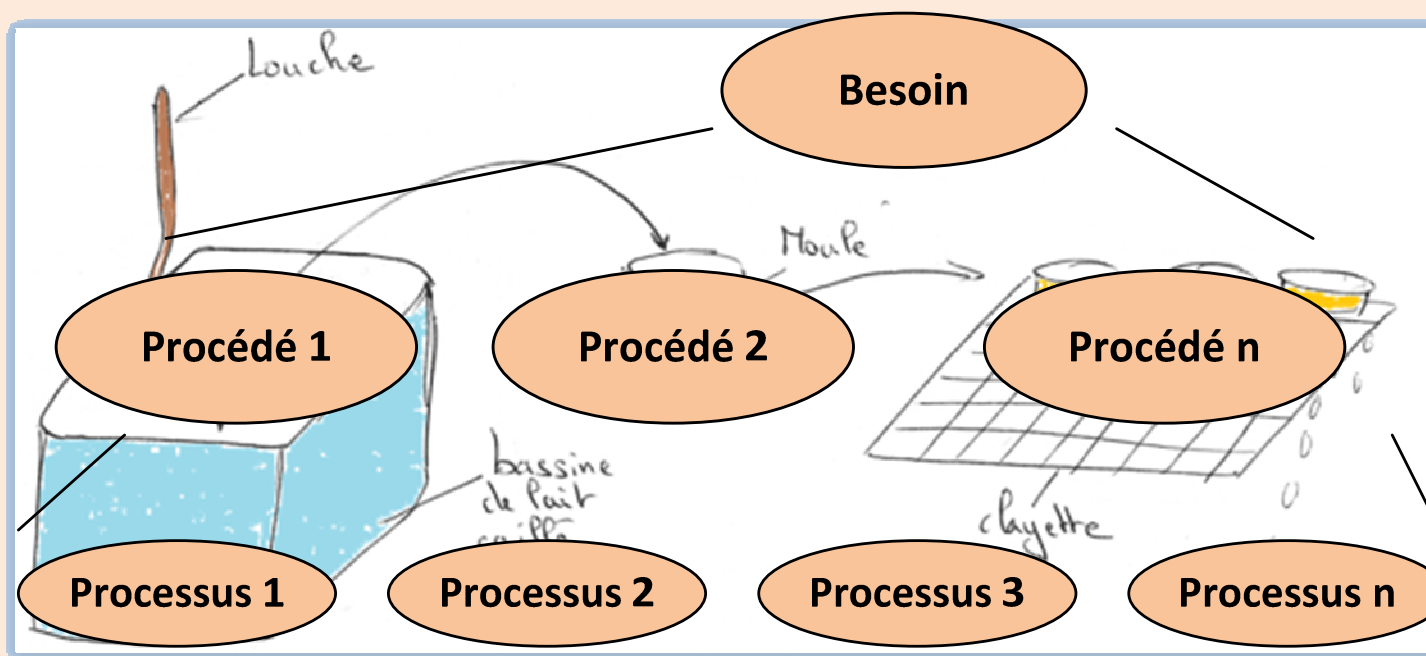 Louche
Besoin
Moule
Procédé 1
Procédé 2
Procédé n
bassine
de lait
clayette
Processus 1
Processus 2
Processus 3
Processus n